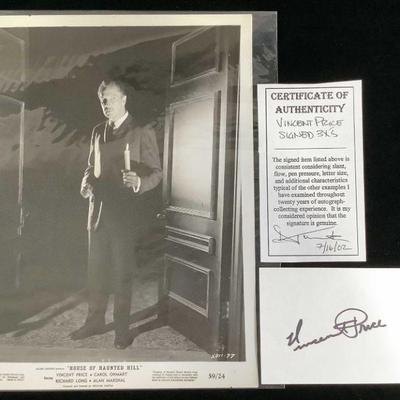 "HOUSE OF HAUNTED HILL"
VINCENT PRICE • CAROL OHMART
RICHARD LONG • ALAN MARSHAL
59/24
CERTIFICATE OF
AUTHENTICITY
VINCENT PRICE
SIGNED 3X5
The signed item listed above is
consistent considering slant,
flow, pen pressure, letter size,
and additional characteristics
typical of the other examples I
have examined throughout
twenty years of autograph-
collecting experience. It is my
considered opinion that the
signature is genuine.
7/16/02
Vincent Price